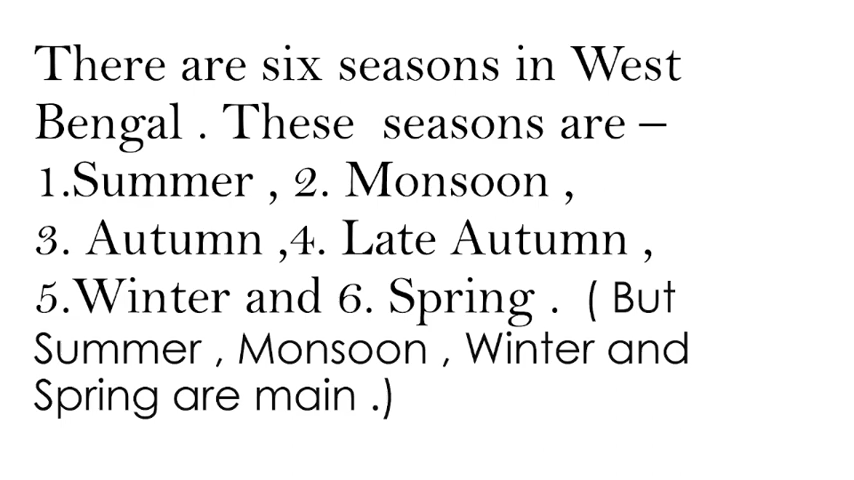 There are six seasons in West
Bengal . These  seasons are –
1.Summer , 2. Monsoon ,
3. Autumn ,4. Late Autumn ,
5.Winter and 6. Spring .  ( But
Summer , Monsoon , Winter and
Spring are main .)